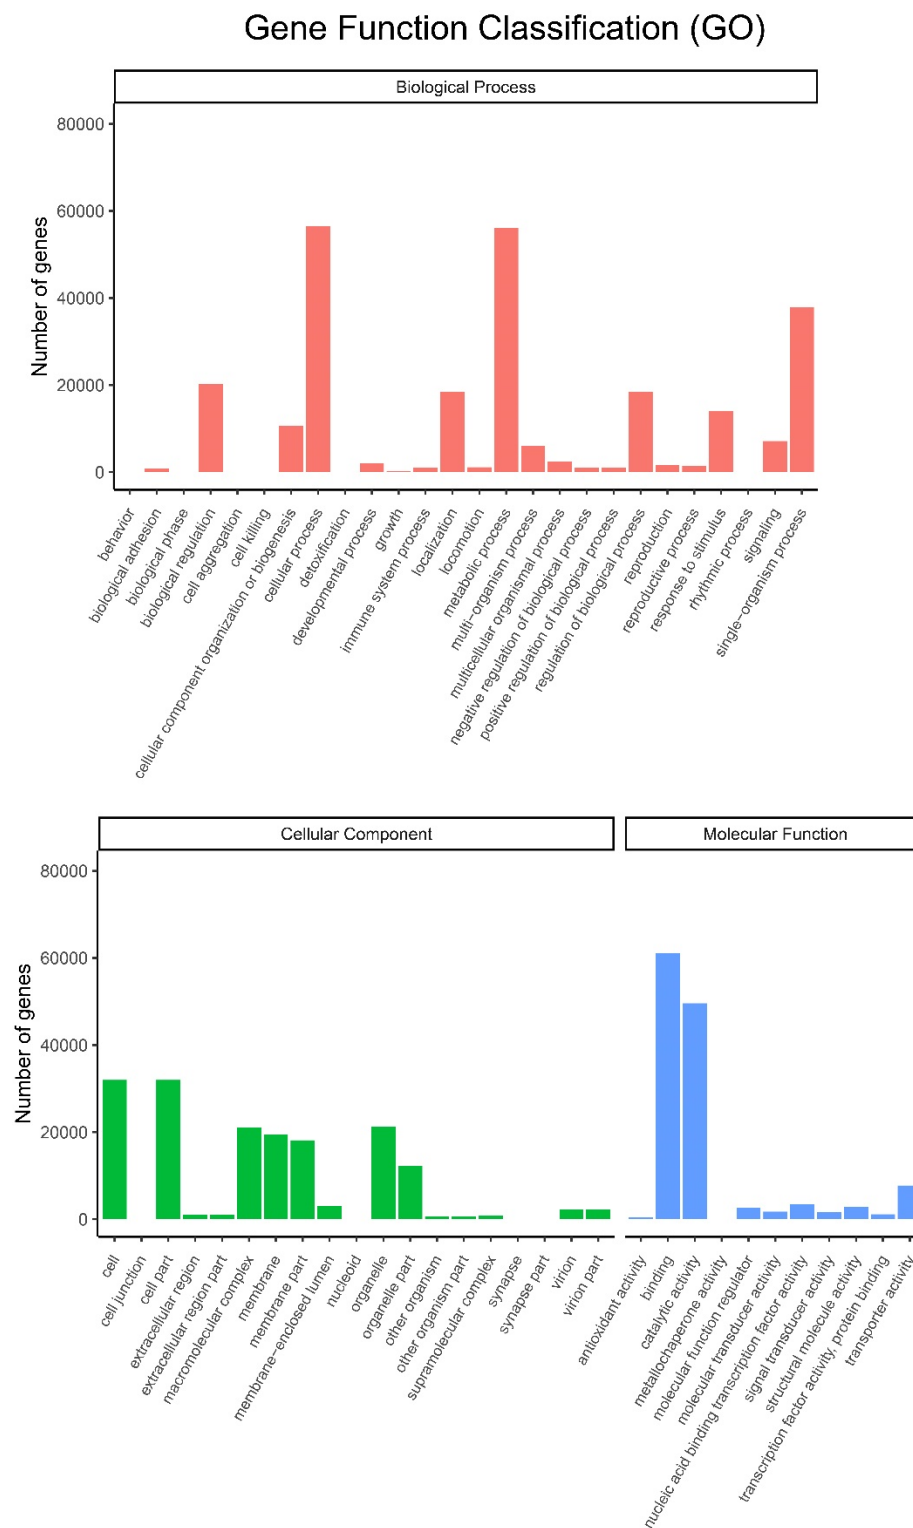 Gene Function Classification (GO)
Biological Process
Number of genes
80000
60000
40000
20000
0
behavior
biological adhesion
biological phase
biological regulation
cell aggregation
cell killing
cellular component organization or biogenesis
cellular process
detoxification
developmental process
growth
immune system process
localization
locomotion
metabolic process
multi−organism process
multicellular organismal process
negative regulation of biological process
positive regulation of biological process
regulation of biological process
reproduction
reproductive process
response to stimulus
rhythmic process
signaling
single−organism process
Cellular Component
Molecular Function
Number of genes
80000
60000
40000
20000
0
cell
cell junction
cell part
extracellular region
extracellular region part
macromolecular complex
membrane
membrane part
membrane−enclosed lumen
nucleoid
organelle
organelle part
other organism
other organism part
supramolecular complex
synapse
synapse part
virion
virion part
antioxidant activity
binding
catalytic activity
metallochaperone activity
molecular function regulator
molecular transducer activity
nucleic acid binding transcription factor activity
signal transducer activity
structural molecule activity
transcription factor activity, protein binding
transporter activity